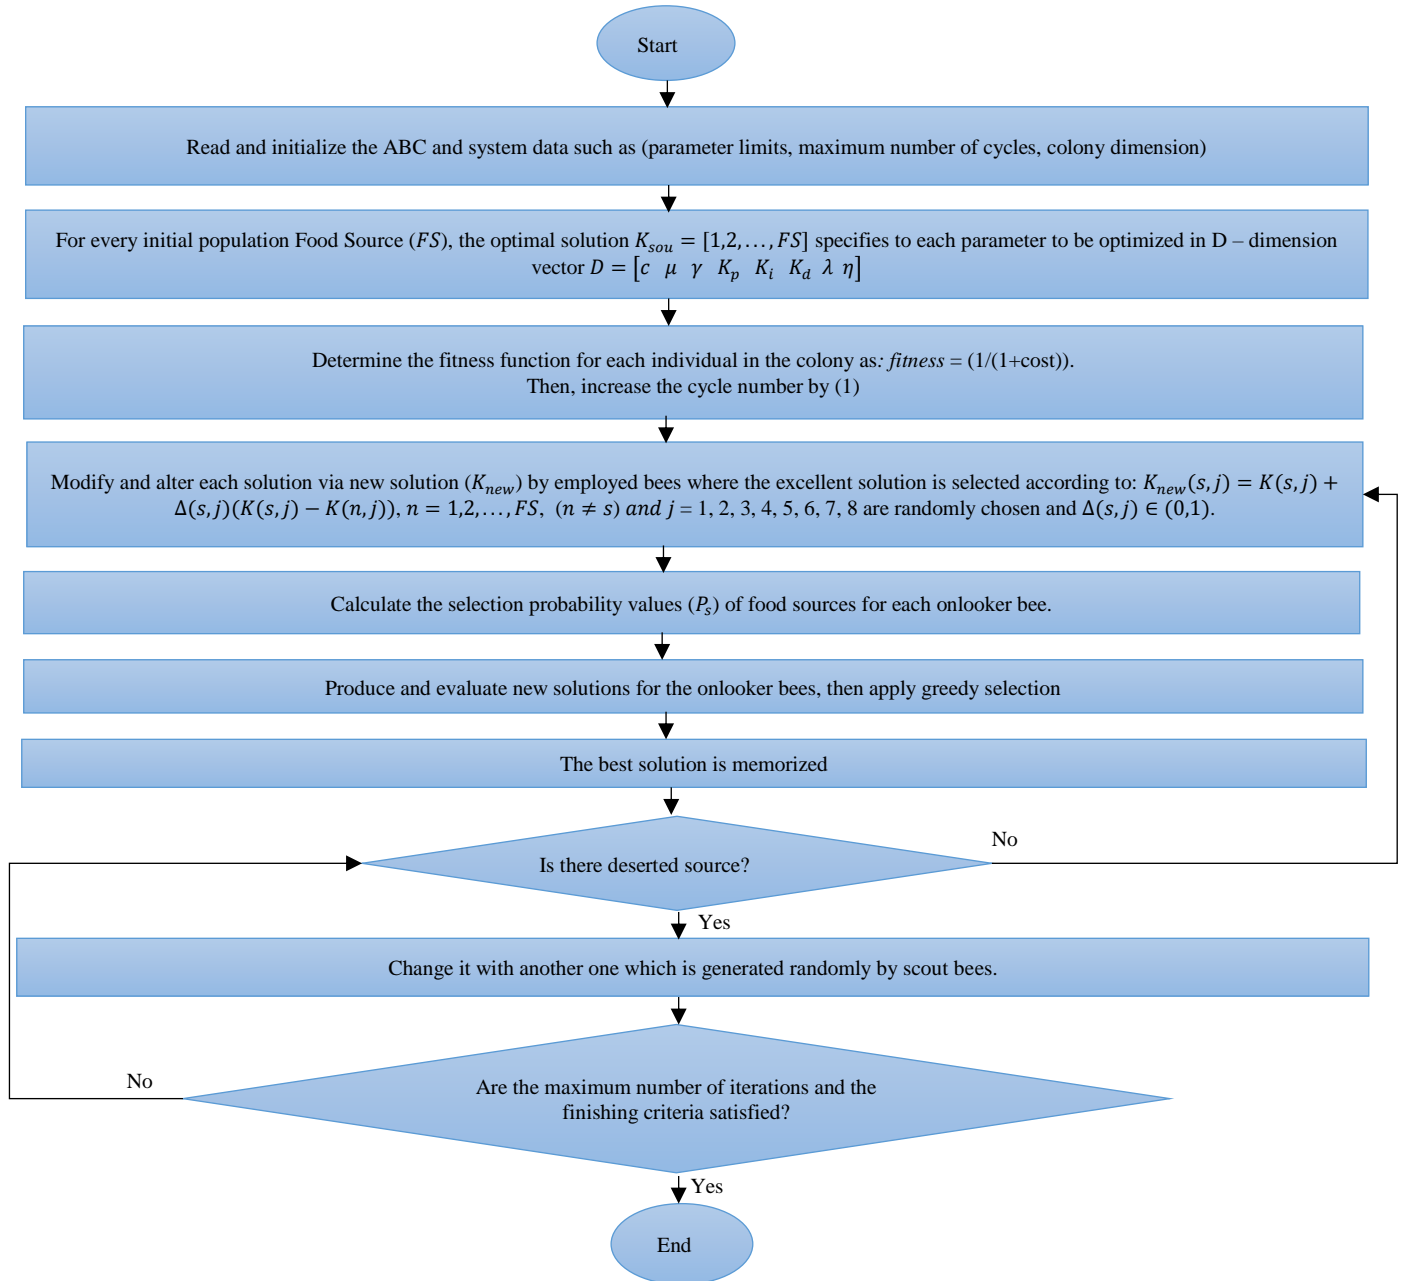 Start
Read and initialize the ABC and system data such as (parameter limits, maximum number of cycles, colony dimension)
For every initial population Food Source (FS), the optimal solution K_sou = [1,2,...,FS] specifies to each parameter to be optimized in D – dimension
vector D = [c μ γ K_p K_i K_d λ η]
Determine the fitness function for each individual in the colony as: fitness = (1/(1+cost)).
Then, increase the cycle number by (1)
Modify and alter each solution via new solution (K_new) by employed bees where the excellent solution is selected according to: K_new(s,j) = K(s,j) +
Δ(s,j)(K(s,j) − K(n,j)), n = 1,2,...,FS, (n ≠ s) and j = 1, 2, 3, 4, 5, 6, 7, 8 are randomly chosen and Δ(s,j) ∈ (0,1).
Calculate the selection probability values (P_s) of food sources for each onlooker bee.
Produce and evaluate new solutions for the onlooker bees, then apply greedy selection
The best solution is memorized
No
Is there deserted source?
Yes
Change it with another one which is generated randomly by scout bees.
No
Are the maximum number of iterations and the
finishing criteria satisfied?
Yes
End